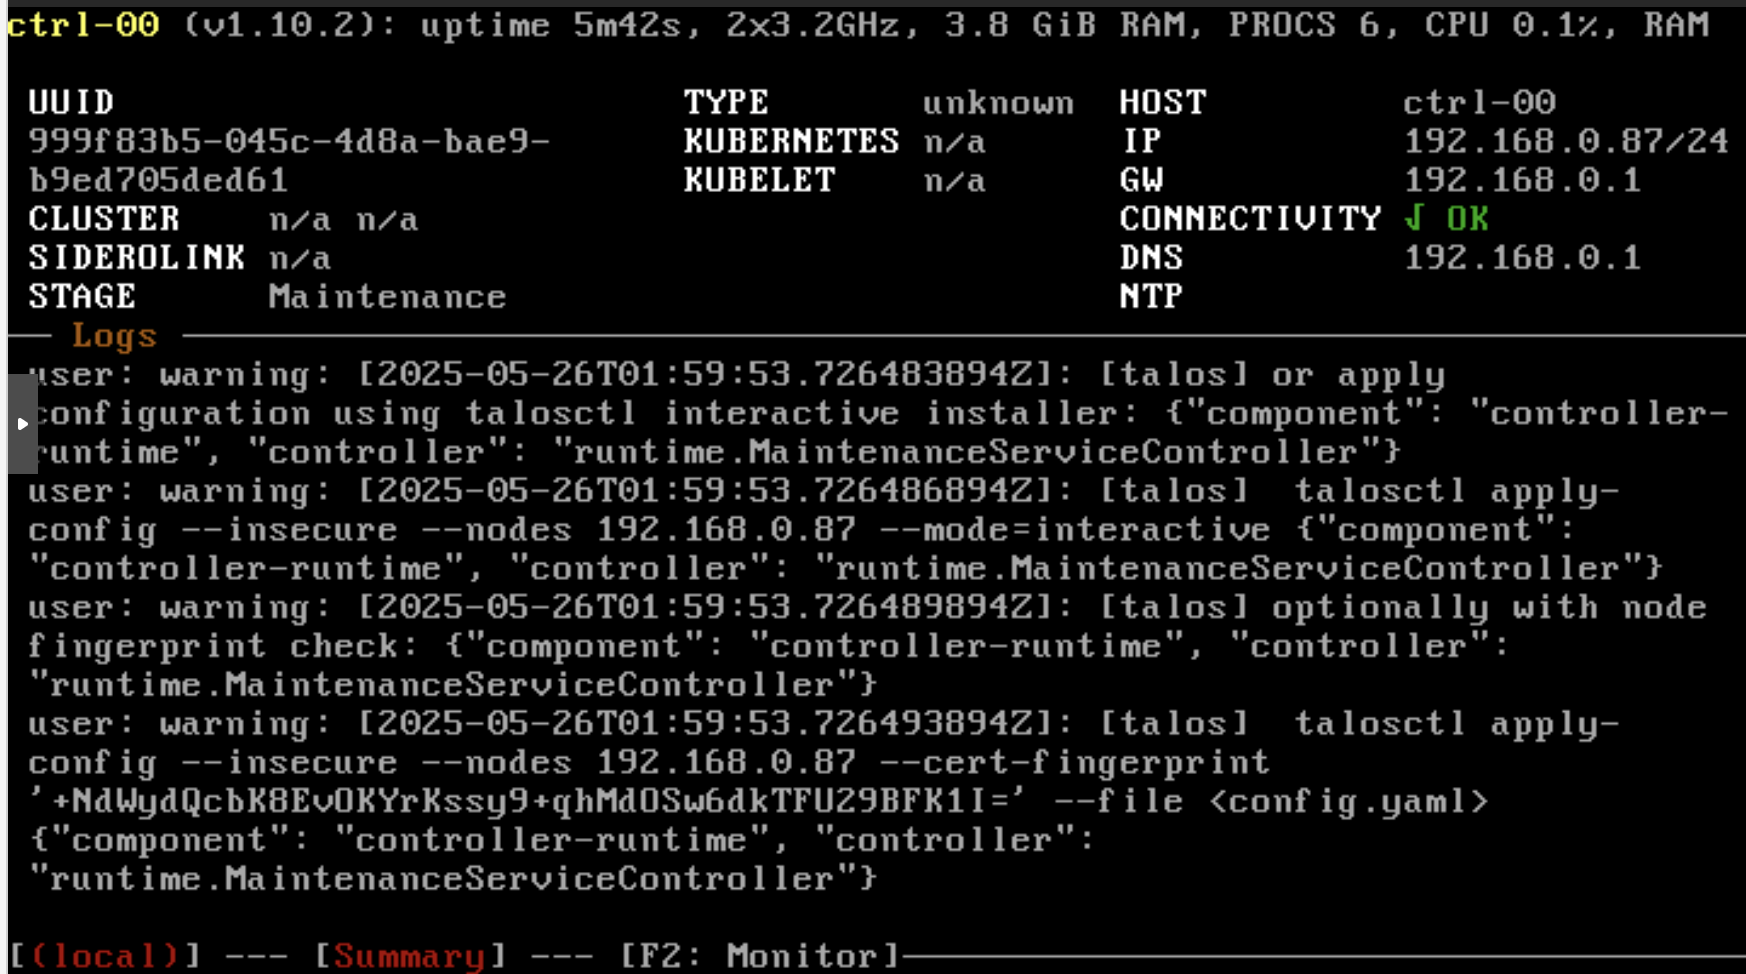 ctrl-00 (v1.10.2): uptime 5m42s, 2x3.2GHz, 3.8 GiB RAM, PROCS 6, CPU 0.1%, RAM
UUID TYPE unknown HOST ctrl-00
999f83b5-045c-4d8a-bae9- KUBERNETES n/a IP 192.168.0.87/24
b9ed705ded61 KUBELET n/a GW 192.168.0.1
CLUSTER n/a n/a CONNECTIVITY √ OK
SIDEROLINK n/a DNS 192.168.0.1
STAGE Maintenance NTP
Logs
user: warning: [2025-05-26T01:59:53.726483894Z]: [talos] or apply
configuration using talosctl interactive installer: {"component": "controller-
runtime", "controller": "runtime.MaintenanceServiceController"}
user: warning: [2025-05-26T01:59:53.726486894Z]: [talos]  talosctl apply-
config --insecure --nodes 192.168.0.87 --mode=interactive {"component":
"controller-runtime", "controller": "runtime.MaintenanceServiceController"}
user: warning: [2025-05-26T01:59:53.726489894Z]: [talos] optionally with node
fingerprint check: {"component": "controller-runtime", "controller":
"runtime.MaintenanceServiceController"}
user: warning: [2025-05-26T01:59:53.726493894Z]: [talos]  talosctl apply-
config --insecure --nodes 192.168.0.87 --cert-fingerprint
'+NdWydQcbK8EvOKYrKssy9+qhMdOSw6dkTFU29BFK1I=' --file <config.yaml>
{"component": "controller-runtime", "controller":
"runtime.MaintenanceServiceController"}
[(local)] --- [Summary] --- [F2: Monitor]